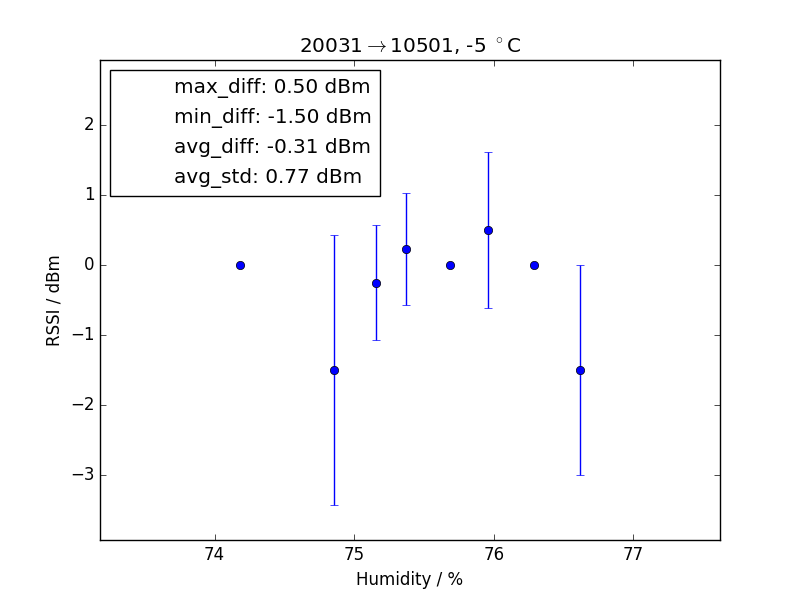 20031→10501, -5 °C
max_diff: 0.50 dBm
min_diff: -1.50 dBm
avg_diff: -0.31 dBm
avg_std: 0.77 dBm
2
1
0
−1
−2
−3
RSSI / dBm
74 75 76 77
Humidity / %